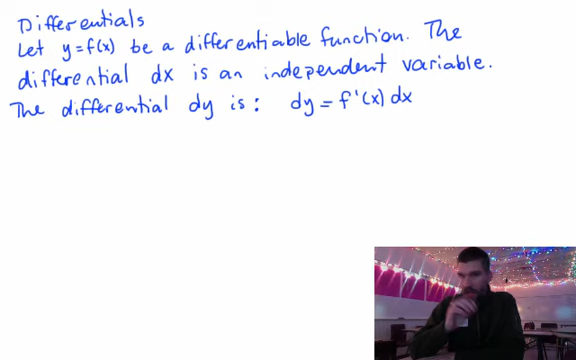 Differentials
Let y=f(x) be a differentiable function. The
differential dx is an independent variable.
The differential dy is: dy = f'(x) dx